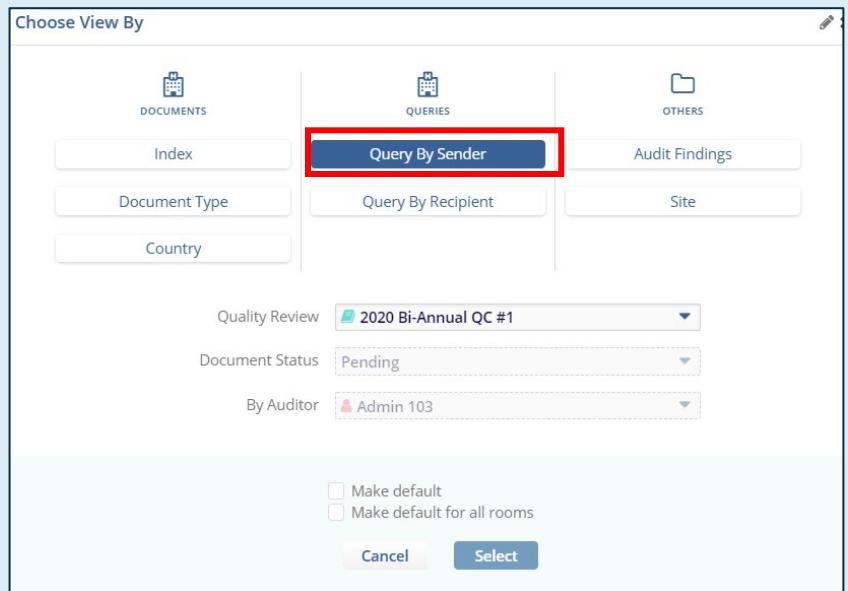 Choose View By
DOCUMENTS
QUERIES
OTHERS
Index
Query By Sender
Audit Findings
Document Type
Query By Recipient
Site
Country
Quality Review
2020 Bi-Annual QC #1
Document Status
Pending
By Auditor
Admin 103
Make default
Make default for all rooms
Cancel
Select